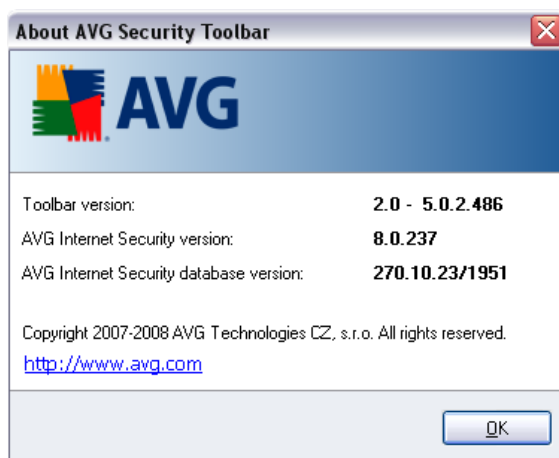 About AVG Security Toolbar
AVG
Toolbar version: 2.0 - 5.0.2.486
AVG Internet Security version: 8.0.237
AVG Internet Security database version: 270.10.23/1951
Copyright 2007-2008 AVG Technologies CZ, s.r.o. All rights reserved.
http://www.avg.com
OK